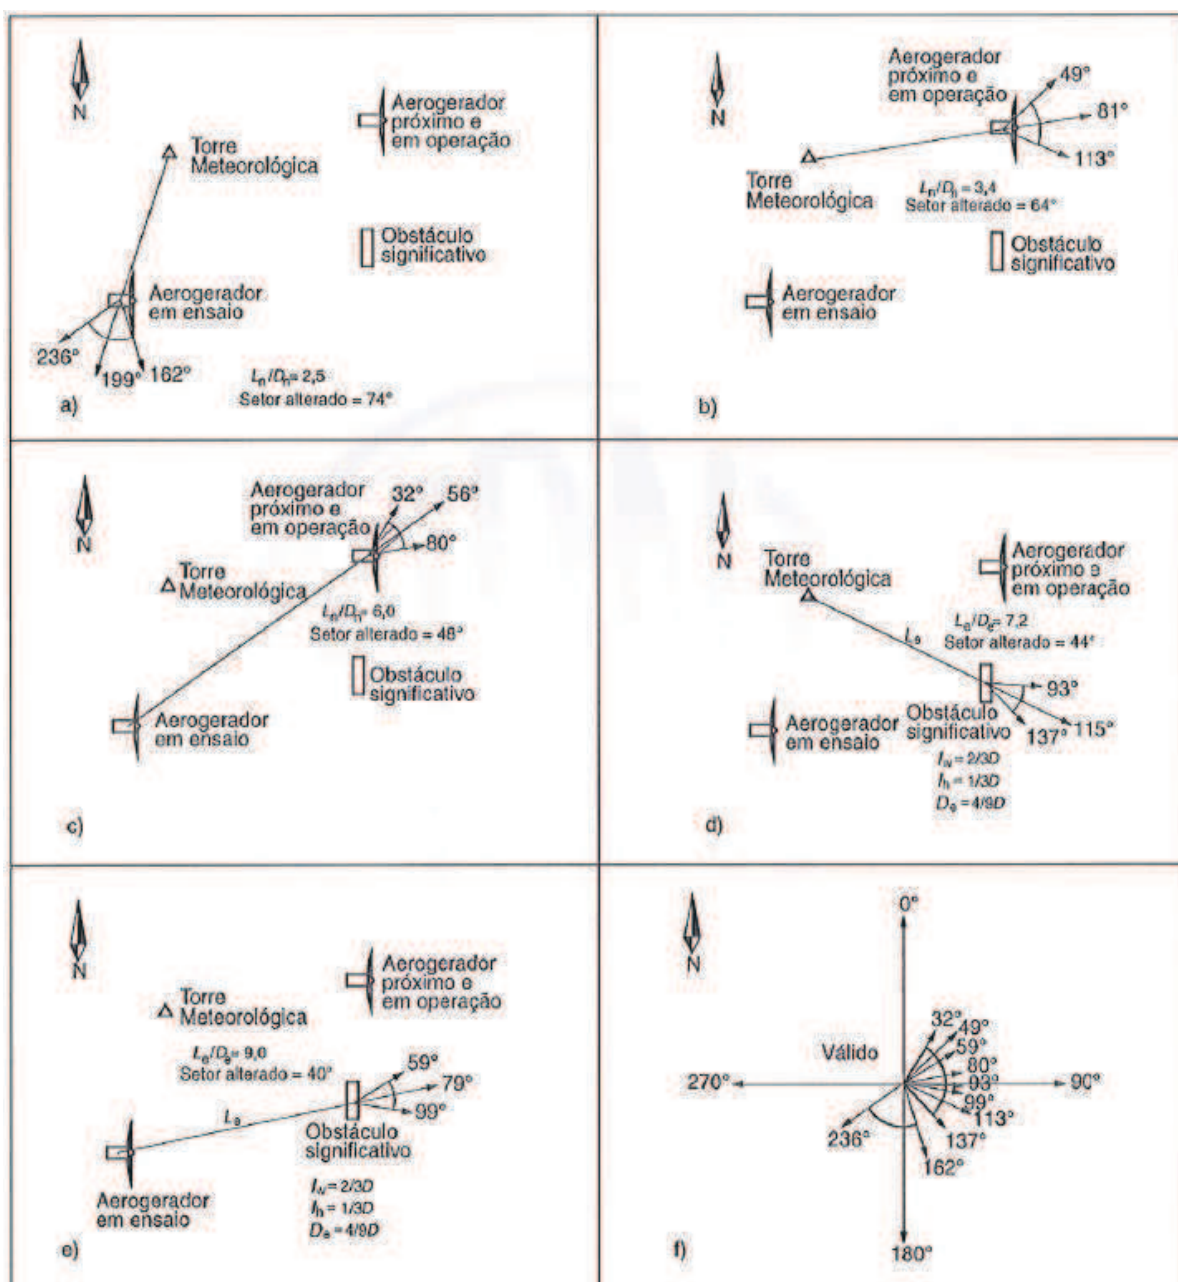 N
Torre
Meteorológica
Aerogerador
próximo e
em operação
Obstáculo
significativo
Aerogerador
em ensaio
236°
199°
162°
Ln/Dn= 2,5
Setor alterado = 74°
a)
N
Aerogerador
próximo e
em operação
49°
81°
113°
Torre
Meteorológica
Ln/Dn = 3,4
Setor alterado = 64°
Obstáculo
significativo
Aerogerador
em ensaio
b)
N
Aerogerador
próximo e
em operação
32°
56°
80°
Torre
Meteorológica
Ln/Dn= 6,0
Setor alterado = 48°
Obstáculo
significativo
Aerogerador
em ensaio
c)
N
Torre
Meteorológica
Aerogerador
próximo e
em operação
Le/De= 7,2
Setor alterado = 44°
Le
93°
115°
137°
Obstáculo
significativo
Aerogerador
em ensaio
Iw = 2/3D
Ih = 1/3D
De = 4/9D
d)
N
Aerogerador
próximo e
em operação
Torre
Meteorológica
Le/De= 9,0
Setor alterado = 40°
59°
79°
99°
Le
Obstáculo
significativo
Aerogerador
em ensaio
Iw = 2/3D
Ih = 1/3D
De = 4/9D
e)
N
0°
32°
49°
59°
Válido
80°
270°
93°
90°
99°
113°
236°
137°
162°
180°
f)